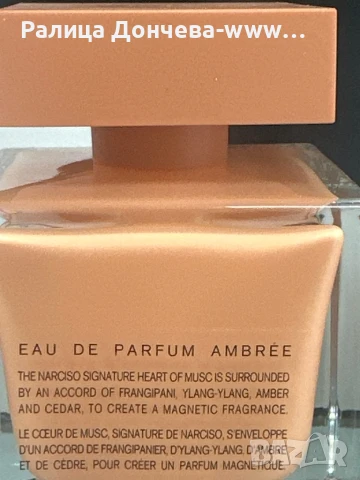 Ралица Дончева-www.bazar.bg/...
EAU DE PARFUM AMBRÉE
THE NARCISO SIGNATURE HEART OF MUSC IS SURROUNDED
BY AN ACCORD OF FRANGIPANI, YLANG-YLANG, AMBER
AND CEDAR, TO CREATE A MAGNETIC FRAGRANCE.
LE CŒUR DE MUSC, SIGNATURE DE NARCISO, S'ENVELOPPE
D'UN ACCORD DE FRANGIPANIER, D'YLANG-YLANG, D'AMBRE
ET DE CÈDRE, POUR CRÉER UN PARFUM MAGNÉTIQUE.